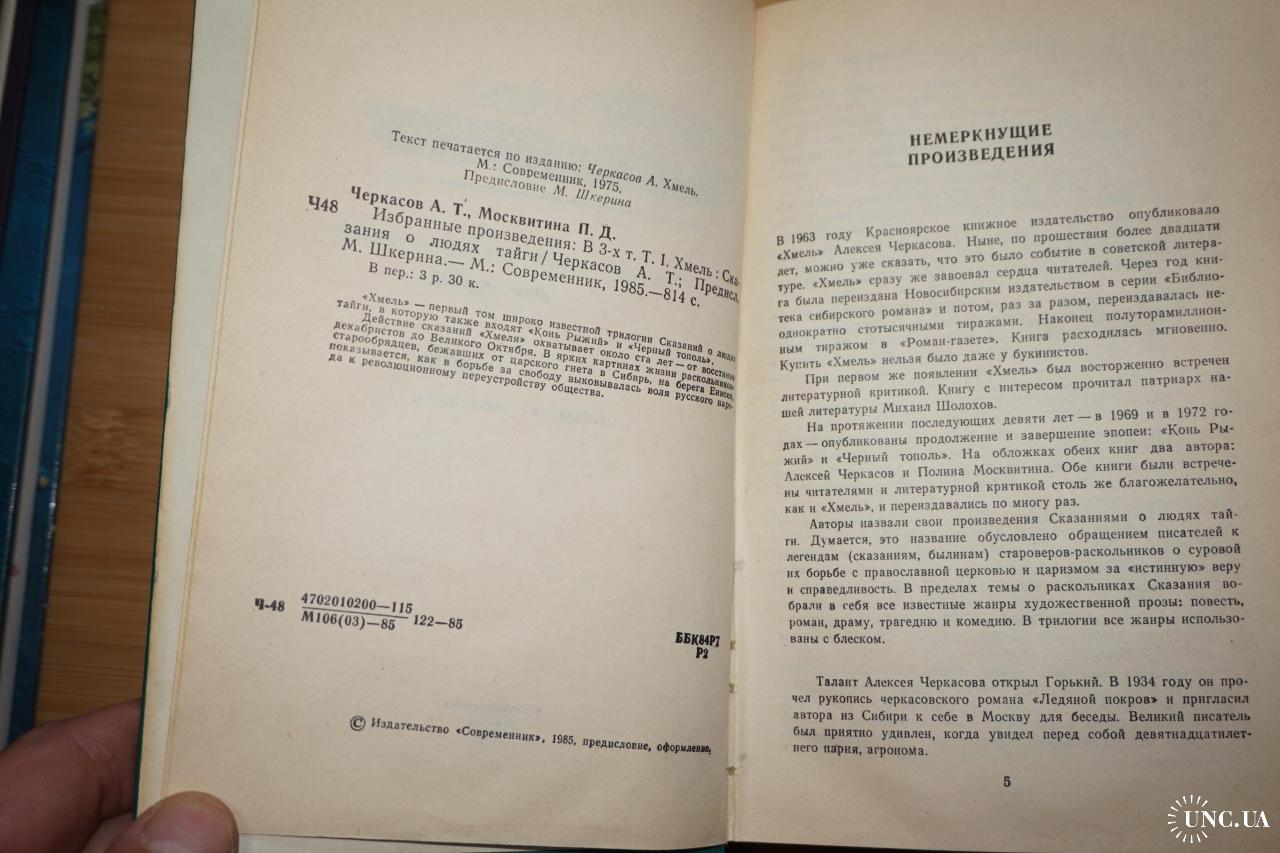 Текст печатается по изданию: Черкасов А. Хмель.
М.: Современник, 1975.
Предисловие М. Шкерина
Ч48
Черкасов А. Т., Москвитина П. Д.
Избранные произведения: В 3-х т. Т. I, Хмель: Ска-
зания о людях тайги/Черкасов А. Т.; Предисл.
М. Шкерина.— М.: Современник, 1985.—814 с.
В пер.: 3 р. 30 к.
«Хмель» — первый том широко известной трилогии Сказаний о людях
тайги, в которую также входят «Конь Рыжий» и «Черный тополь».
Действие сказаний «Хмеля» охватывает около ста лет — от восстания
декабристов до Великого Октября. В ярких картинах жизни раскольников-
старообрядцев, бежавших от царского гнета в Сибирь, на берега Енисея,
показывается, как в борьбе за свободу выковывалась воля русского наро-
да к революционному переустройству общества.
Ч-48 4702010200—115
М106(03)—85 122—85
ББК84Р7
Р2
© Издательство «Современник», 1985, предисловие, оформление,
НЕМЕРКНУЩИЕ
ПРОИЗВЕДЕНИЯ
В 1963 году Красноярское книжное издательство опубликовало
«Хмель» Алексея Черкасова. Ныне, по прошествии более двадцати
лет, можно уже сказать, что это было событие в советской литера-
туре. «Хмель» сразу же завоевал сердца читателей. Через год кни-
га была переиздана Новосибирским издательством в серии «Библио-
тека сибирского романа» и потом, раз за разом, переиздавалась не-
однократно стотысячными тиражами. Наконец полуторамиллион-
ным тиражом в «Роман-газете». Книга расходилась мгновенно.
Купить «Хмель» нельзя было даже у букинистов.
При первом же появлении «Хмель» был восторженно встречен
литературной критикой. Книгу с интересом прочитал патриарх на-
шей литературы Михаил Шолохов.
На протяжении последующих девяти лет — в 1969 и в 1972 го-
дах — опубликованы продолжение и завершение эпопеи: «Конь Ры-
жий» и «Черный тополь». На обложках обеих книг два автора:
Алексей Черкасов и Полина Москвитина. Обе книги были встрече-
ны читателями и литературной критикой столь же благожелательно,
как и «Хмель», и переиздавались по многу раз.
Авторы назвали свои произведения Сказаниями о людях тай-
ги. Думается, это название обусловлено обращением писателей к
легендам (сказаниям, былинам) староверов-раскольников о суровой
их борьбе с православной церковью и царизмом за «истинную» веру
и справедливость. В пределах темы о раскольниках Сказания во-
брали в себя все известные жанры художественной прозы: повесть,
роман, драму, трагедию и комедию. В трилогии все жанры использо-
ваны с блеском.
Талант Алексея Черкасова открыл Горький. В 1934 году он про-
чел рукопись черкасовского романа «Ледяной покров» и пригласил
автора из Сибири к себе в Москву для беседы. Великий писатель
был приятно удивлен, когда увидел перед собой девятнадцатилет-
него парня, агронома.
5
UNC.UA